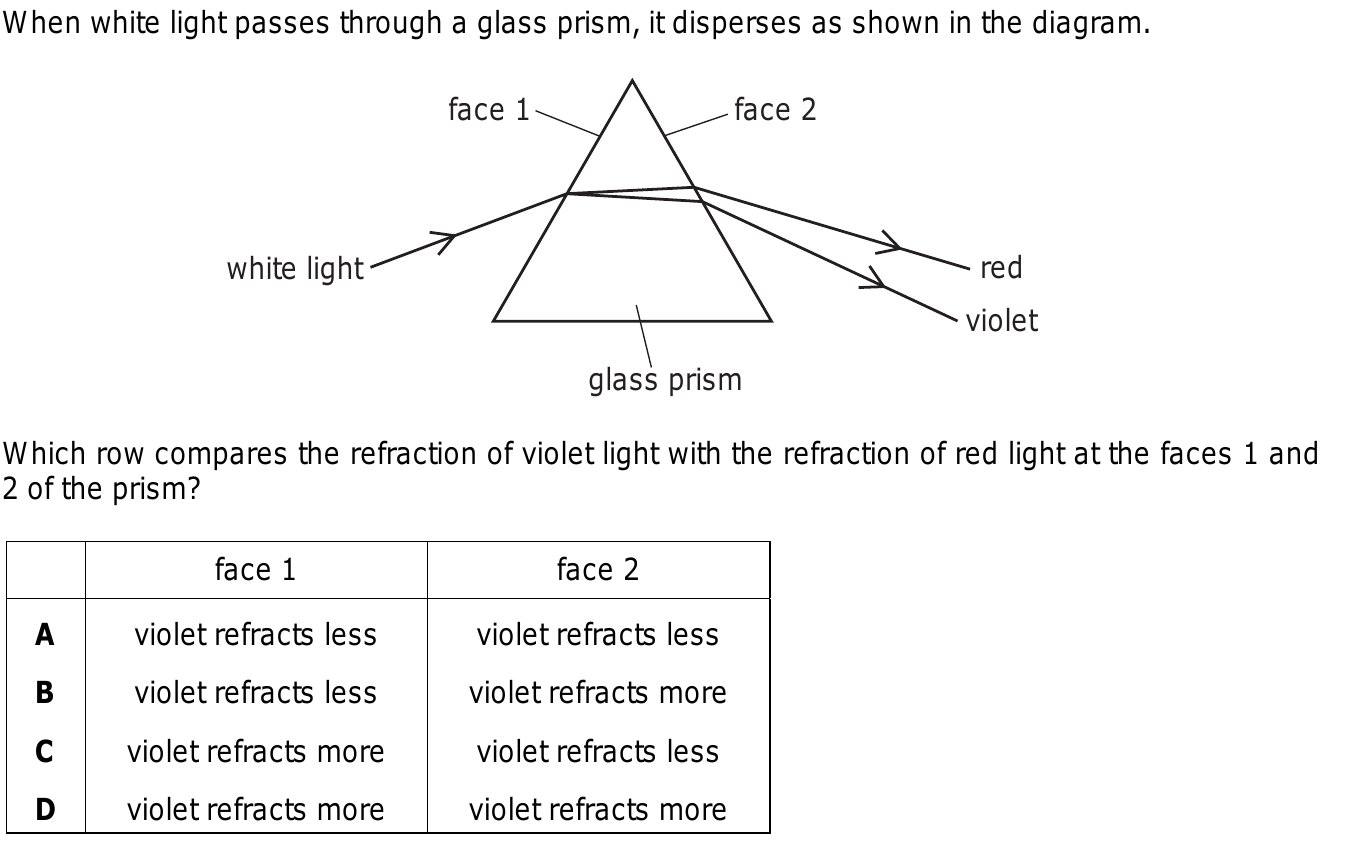 When white light passes through a glass prism, it disperses as shown in the diagram.
face 1
face 2
white light
red
violet
glass prism
Which row compares the refraction of violet light with the refraction of red light at the faces 1 and
2 of the prism?
face 1 face 2
A violet refracts less violet refracts less
B violet refracts less violet refracts more
C violet refracts more violet refracts less
D violet refracts more violet refracts more